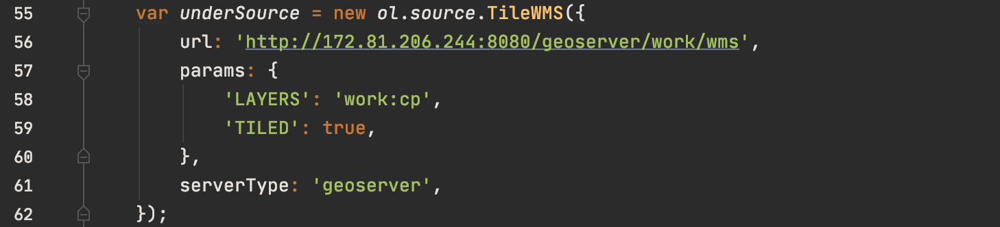 55 var underSource = new ol.source.TileWMS({
56 url: 'http://172.81.206.244:8080/geoserver/work/wms',
57 params: {
58 'LAYERS': 'work:cp',
59 'TILED': true,
60 },
61 serverType: 'geoserver',
62 });